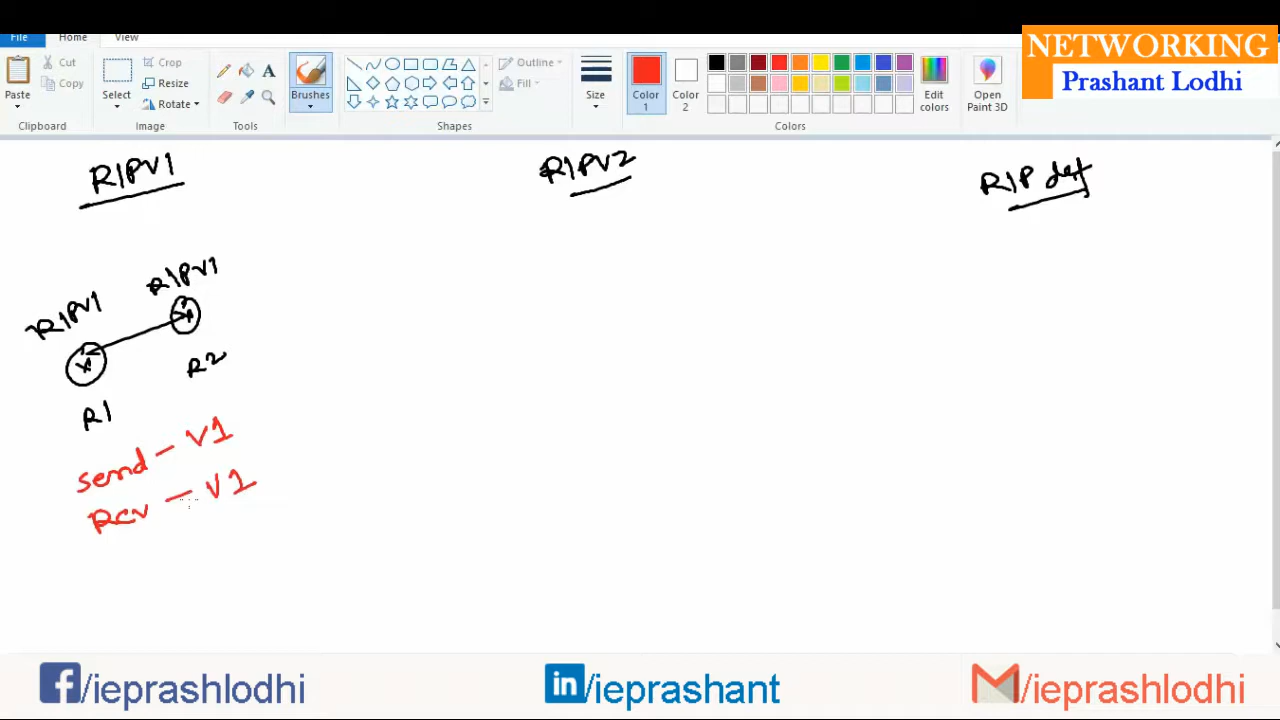 File Home View
Paste
Cut
Copy
Clipboard
Select
Crop
Resize
Rotate
Image
A
Tools
Brushes
Outline
Fill
Shapes
Size
Color 1
Color 2
Edit colors
Colors
Open Paint 3D
NETWORKING
Prashant Lodhi
RIPV1 RIPV2 RIP def
RIPV1 RIPV1
R1 R2
Send - V1
Rcv - V1
/ieprashlodhi in/ieprashant /ieprashlodhi